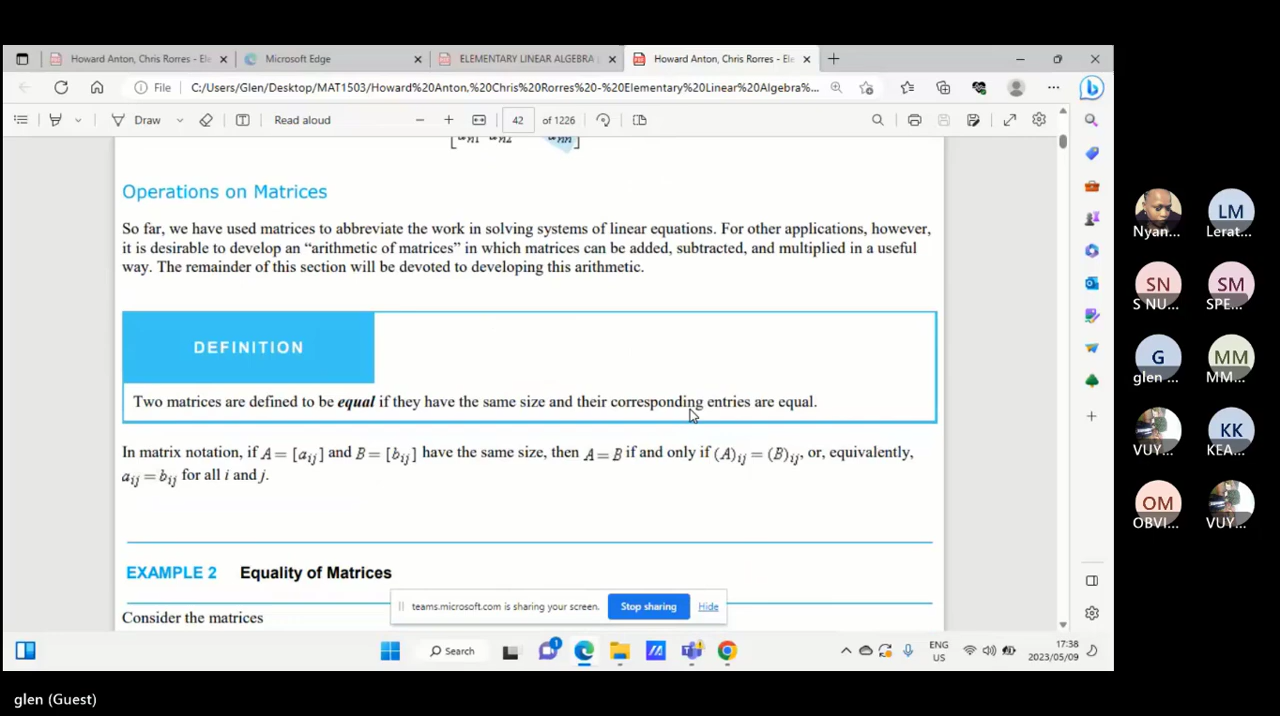 Howard Anton, Chris Rorres - Ele
Microsoft Edge
ELEMENTARY LINEAR ALGEBRA
Howard Anton, Chris Rorres - Ele
File
C:/Users/Glen/Desktop/MAT1503/Howard%20Anton,%20Chris%20Rorres%20-%20Elementary%20Linear%20Algebra%...
Draw
Read aloud
42
of 1226
Operations on Matrices
So far, we have used matrices to abbreviate the work in solving systems of linear equations. For other applications, however,
it is desirable to develop an “arithmetic of matrices” in which matrices can be added, subtracted, and multiplied in a useful
way. The remainder of this section will be devoted to developing this arithmetic.
DEFINITION
Two matrices are defined to be equal if they have the same size and their corresponding entries are equal.
In matrix notation, if A = [aij] and B = [bij] have the same size, then A = B if and only if (A)ij = (B)ij, or, equivalently,
aij = bij for all i and j.
EXAMPLE 2 Equality of Matrices
Consider the matrices
teams.microsoft.com is sharing your screen.
Stop sharing
Hide
Search
1
ENG
US
17:38
2023/05/09
Nyan...
LM
Lerat...
SN
S NU...
SM
SPE...
G
glen ...
MM
MM...
VUY...
KK
KEA...
OM
OBVI...
VUY...
glen (Guest)